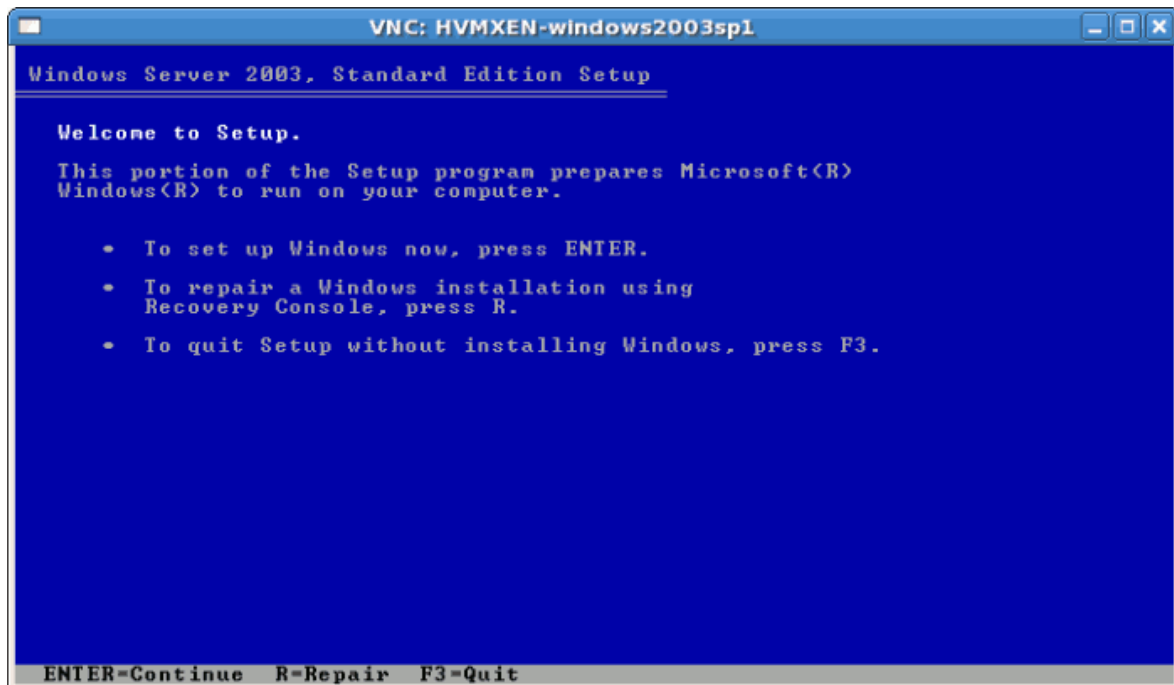 VNC: HVMXEN-windows2003sp1
Windows Server 2003, Standard Edition Setup
Welcome to Setup.
This portion of the Setup program prepares Microsoft(R)
Windows(R) to run on your computer.
• To set up Windows now, press ENTER.
• To repair a Windows installation using
Recovery Console, press R.
• To quit Setup without installing Windows, press F3.
ENTER=Continue R=Repair F3=Quit